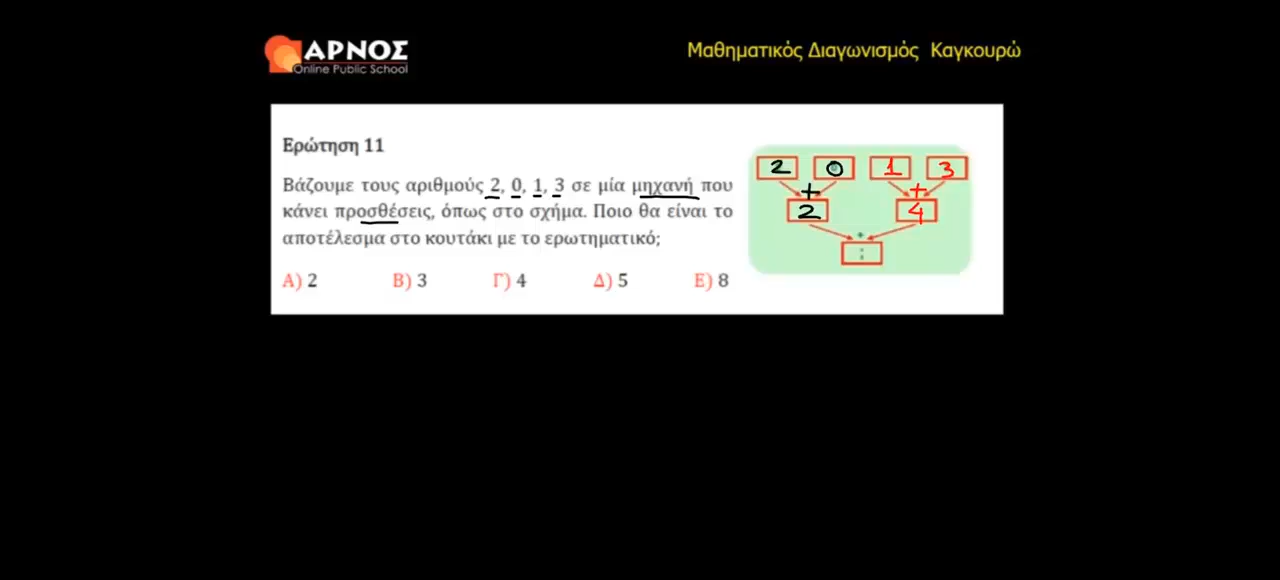 ΑΡΝΟΣ
Online Public School
Μαθηματικός Διαγωνισμός Καγκουρώ
Ερώτηση 11
Βάζουμε τους αριθμούς 2, 0, 1, 3 σε μία μηχανή που
κάνει προσθέσεις, όπως στο σχήμα. Ποιο θα είναι το
αποτέλεσμα στο κουτάκι με το ερωτηματικό;
Α) 2 Β) 3 Γ) 4 Δ) 5 Ε) 8
2 0 1 3
+ +
2 4
+
;